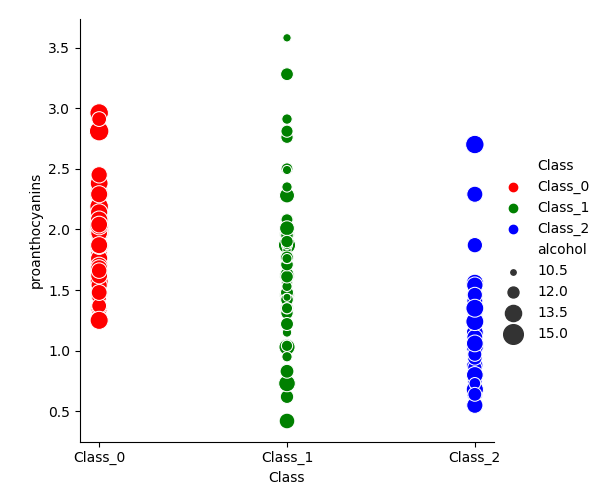 3.5
3.0
2.5
2.0
1.5
1.0
0.5
proanthocyanins
Class_0
Class_1
Class_2
Class
Class
Class_0
Class_1
Class_2
alcohol
10.5
12.0
13.5
15.0